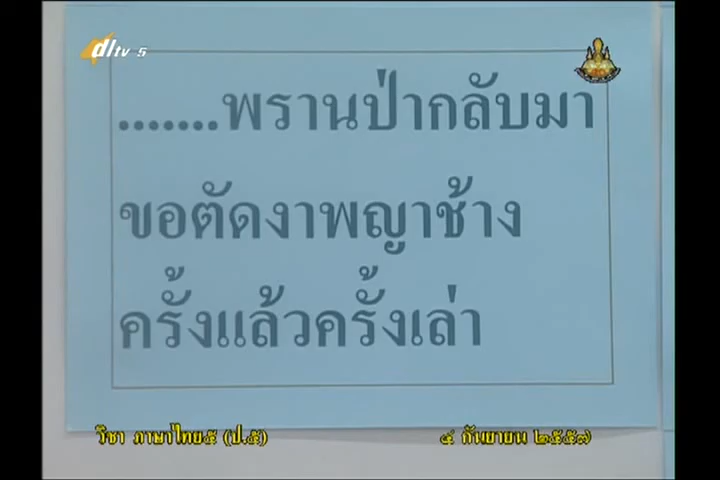 dltv 5
.......พรานป่ากลับมา
ขอตัดงาพญาช้าง
ครั้งแล้วครั้งเล่า
วิชา ภาษาไทย๕ (ป.๕)
๔ กันยายน ๒๕๕๗